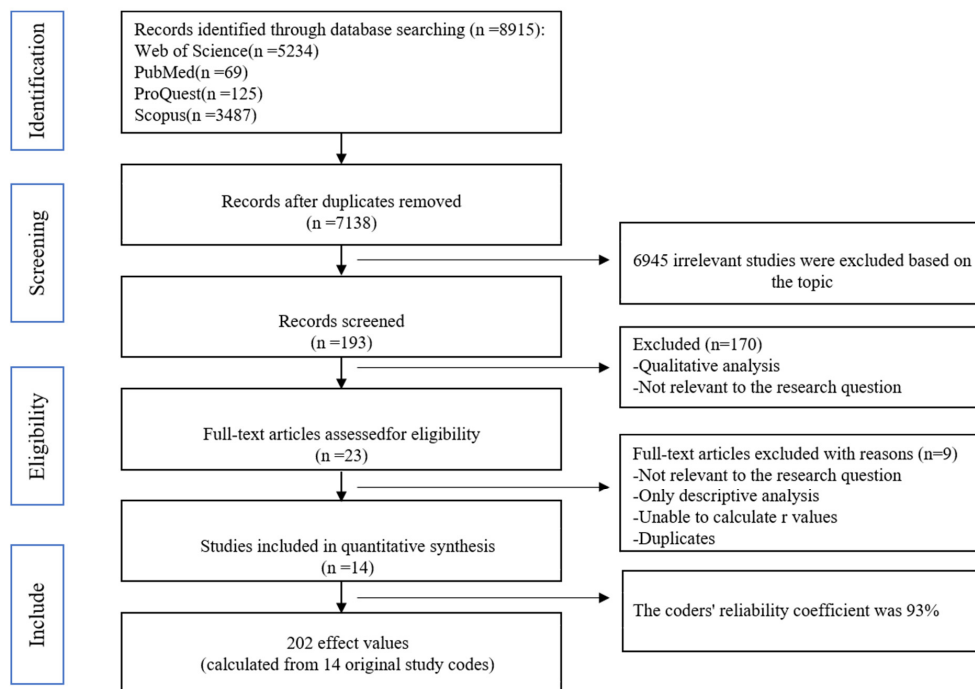 Identification
Records identified through database searching (n =8915):
Web of Science(n =5234)
PubMed(n =69)
ProQuest(n =125)
Scopus(n =3487)
Screening
Records after duplicates removed
(n =7138)
6945 irrelevant studies were excluded based on
the topic
Records screened
(n =193)
Excluded (n=170)
-Qualitative analysis
-Not relevant to the research question
Eligibility
Full-text articles assessedfor eligibility
(n =23)
Full-text articles excluded with reasons (n=9)
-Not relevant to the research question
-Only descriptive analysis
-Unable to calculate r values
-Duplicates
Studies included in quantitative synthesis
(n =14)
Include
The coders' reliability coefficient was 93%
202 effect values
(calculated from 14 original study codes)